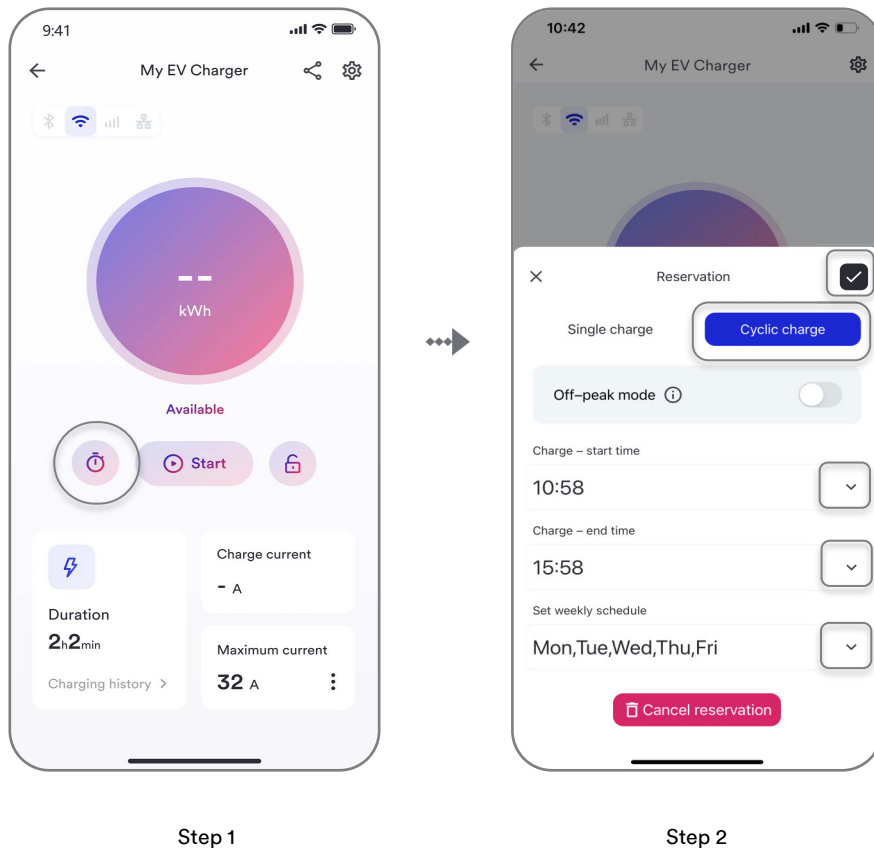 9:41
My EV Charger
-- 
kWh
Available
Start
Duration
2h2min
Charging history >
Charge current
- A
Maximum current
32 A
Step 1
10:42
My EV Charger
Reservation
Single charge
Cyclic charge
Off-peak mode
Charge – start time
10:58
Charge – end time
15:58
Set weekly schedule
Mon,Tue,Wed,Thu,Fri
Cancel reservation
Step 2